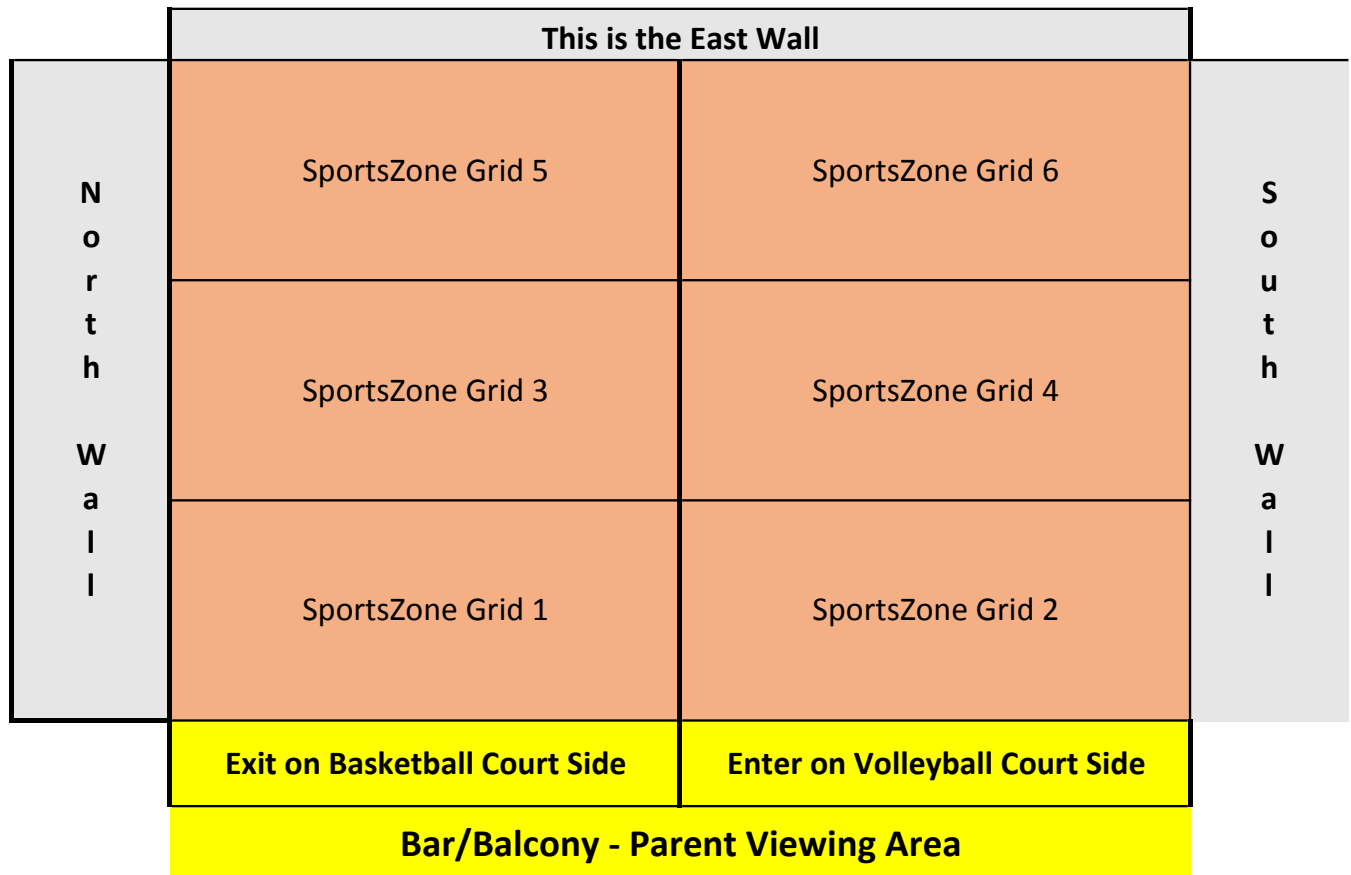 This is the East Wall
North Wall
SportsZone Grid 5
SportsZone Grid 6
South Wall
SportsZone Grid 3
SportsZone Grid 4
SportsZone Grid 1
SportsZone Grid 2
Exit on Basketball Court Side
Enter on Volleyball Court Side
Bar/Balcony - Parent Viewing Area